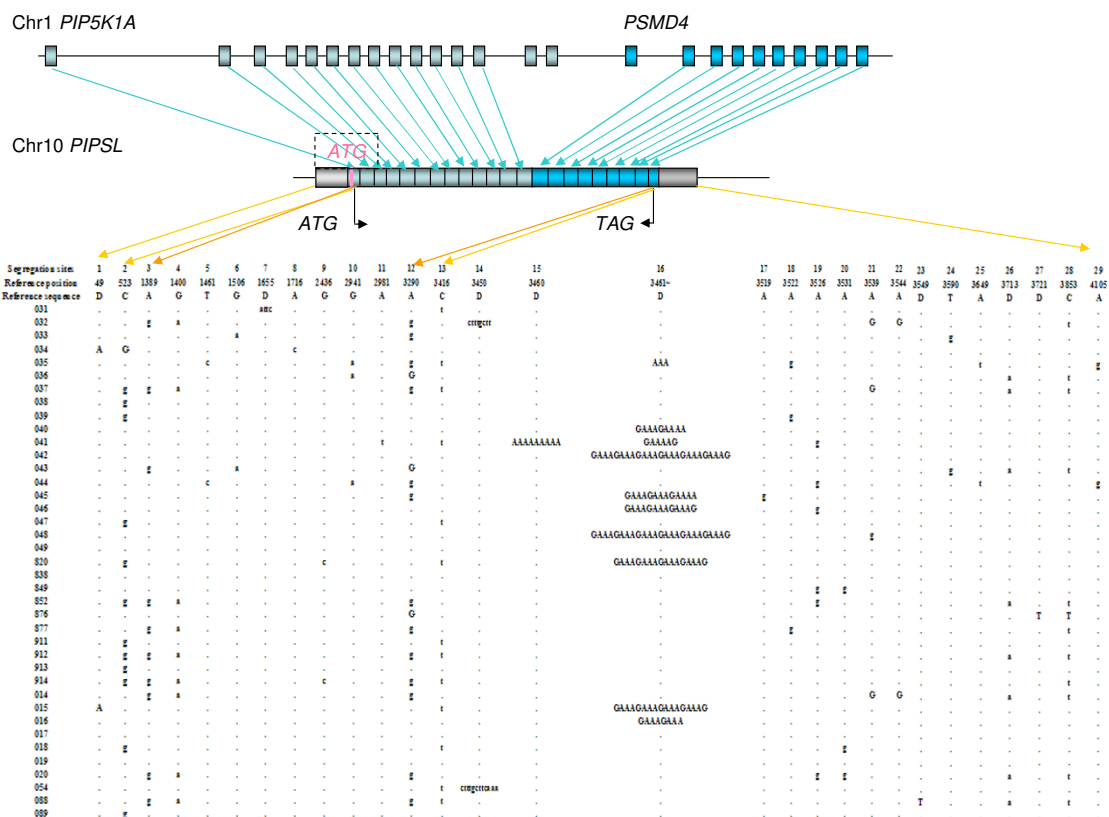 Chr1 PIP5K1A PSMD4
Chr10 PIPSL
ATG
ATG TAG
Segregation sites 1 2 3 4 5 6 7 8 9 10 11 12 13 14 15 16 17 18 19 20 21 22 23 24 25 26 27 28 29
Reference position 49 523 1389 1400 1461 1506 1655 1716 2436 2941 2981 3290 3416 3450 3460 3461~ 3519 3522 3526 3531 3539 3544 3549 3590 3649 3713 3721 3853 4105
Reference sequence D C A G T G D A G G A A C D D D A A A A A A D T A D D C A
031 . . . . . . attc . . . . . t . . . . . . . . . . . . . . . .
032 . . g a . . . . . . . g . ctttgctt . . . . . . G G . . . . . t .
033 . . . . . g . . . . . g . . . . . . . . . . . g . . . . .
034 A G . . . . . c . . . . . . . . . . . . . . . . . . . . .
035 . . . . c . . . . a . g t . . AAA . g . . . . . . t . . . g
036 . . . . . . . . . a . G . . . . . . . . . . . . . a . t .
037 . g g a . . . . . . . g t . . . . . . . G . . . . a . t .
038 . g . . . . . . . . . . . . . . . . . . . . . . . . . . .
039 . g . . . . . . . . . . . . . . . g . . . . . . . . . . .
040 . . . . . . . . . . . . . . . GAAAGAAAA . . . . . . . . . . . . .
041 . . . . . . . . . . t . t . AAAAAAAAA GAAAAG . . g . . . . . . . . . .
042 . . . . . . . . . . . . . . . GAAAGAAAGAAAGAAAGAAAGAAAG . . . . . . . . . . . . .
043 . . g . . a . . . . . G . . . . . . . . . . . g . a . t .
044 . . . . c . . . . a . g . . . . . . g . . . . . t . . . g
045 . . . . . . . . . . . g . . . GAAAGAAAGAAAA g . . . . . . . . . . . .
046 . . . . . . . . . . . . . . . GAAAGAAAGAAAG . . g . . . . . . . . . .
047 . g . . . . . . . . . . t . . . . . . . . . . . . . . . .
048 . . . . . . . . . . . . . . . GAAAGAAAGAAAGAAAGAAAGAAAG . . . . g . . . . . . . .
049 . . . . . . . . . . . . . . . . . . . . . . . . . . . . .
820 . g . . . . . . c . . . t . . GAAAGAAAGAAAGAAAG . . . . . . . . . . . . .
838 . . . . . . . . . . . . . . . . . . . . . . . . . . . . .
849 . . . . . . . . . . . . . . . . . . g g . . . . . . . . .
852 . g g a . . . . . . . g . . . . . . g . . . . . . a . t .
876 . . . . . . . . . . . G . . . . . . . . . . . . . . T T .
877 . . g a . . . . . . . g . . . . . g . . . . . . . . . t .
911 . g . . . . . . . . . . t . . . . . . . . . . . . . . . .
912 . g g a . . . . . . . g t . . . . . . . . . . . . a . t .
913 . g . . . . . . . . . . . . . . . . . . . . . . . . . . .
914 . g g a . . . . c . . g t . . . . . . . . . . . . . . t .
014 . . g a . . . . . . . g . . . . . . . . G G . . . a . t .
015 A . . . . . . . . . . . t . . GAAAGAAAGAAAGAAAG . . . . . . . . . . . . .
016 . . . . . . . . . . . . . . . GAAAGAAA . . . . . . . . . . . . .
017 . . . . . . . . . . . . . . . . . . . . . . . . . . . . .
018 . g . . . . . . . . . . t . . . . . . g . . . . . . . . .
019 . . . . . . . . . . . . . . . . . . . . . . . . . . . . .
020 . . g a . . . . . . . g . . . . . . g g . . . . . a . t .
054 . . . . . . . . . . . . t ctttgcttcaaa . . . . . . . . . . . . . . .
088 . . g a . . . . . . . g t . . . . . . . . . T . . a . t .
089 . g . . . . . . . . . . . . . . . . . . . . . . . . . . .